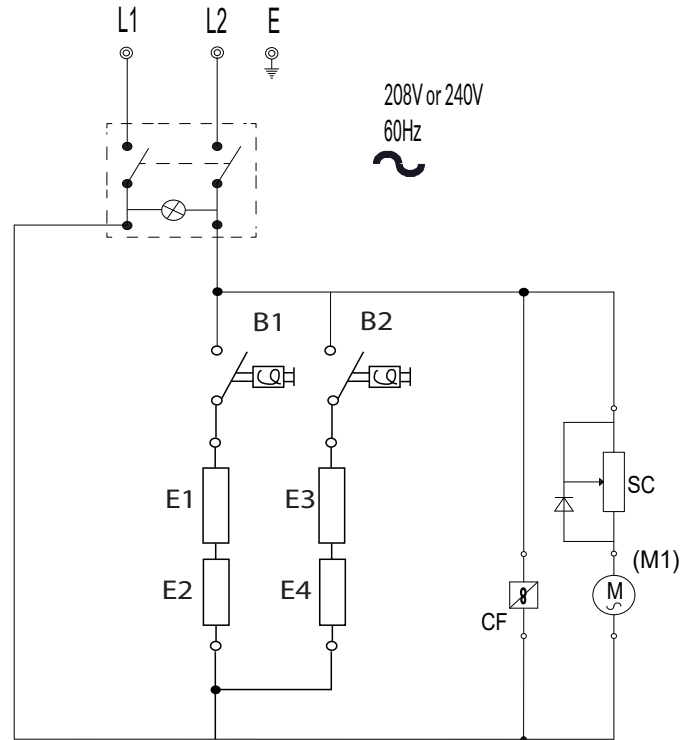 L1 L2 E
208V or 240V
60Hz
B1 B2
E1 E3 SC
E2 E4 (M1)
M
CF